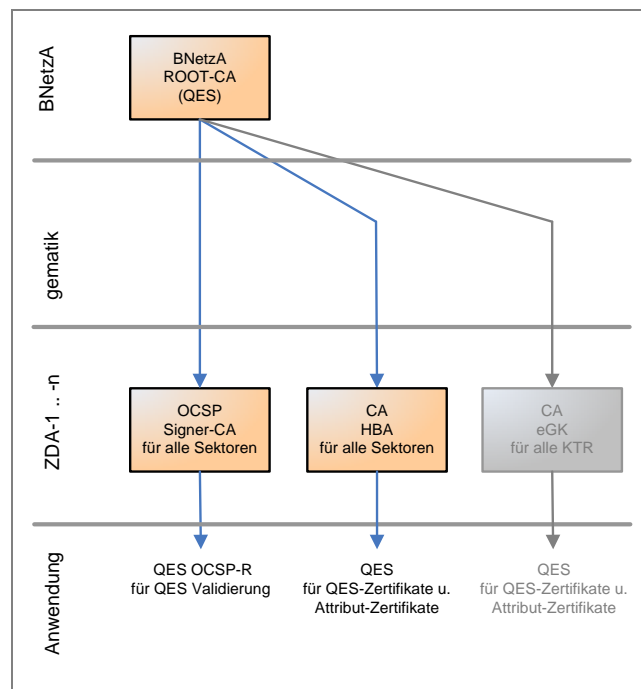 BNetzA
BNetzA
ROOT-CA
(QES)
gematik
ZDA-1 .. -n
OCSP
Signer-CA
für alle Sektoren
CA
HBA
für alle Sektoren
CA
eGK
für alle KTR
Anwendung
QES OCSP-R
für QES Validierung
QES
für QES-Zertifikate u.
Attribut-Zertifikate
QES
für QES-Zertifikate u.
Attribut-Zertifikate